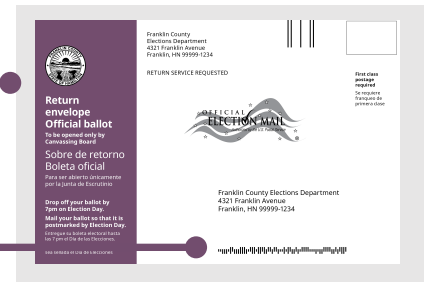 Return
envelope
Official ballot
To be opened only by
Canvassing Board
Sobre de retorno
Boleta oficial
Para ser abierto únicamente
por la Junta de Escrutinio
Drop off your ballot by
7pm on Election Day.
Mail your ballot so that it is
postmarked by Election Day.
Entregue su boleta electoral hasta
las 7 pm el Día de las Elecciones.
Franklin County
Elections Department
4321 Franklin Avenue
Franklin, HN 99999-1234
RETURN SERVICE REQUESTED
First class
postage
required
Se requiere
franqueo de
primera clase
OFFICIAL
ELECTION MAIL
Franklin County Elections Department
4321 Franklin Avenue
Franklin, HN 99999-1234